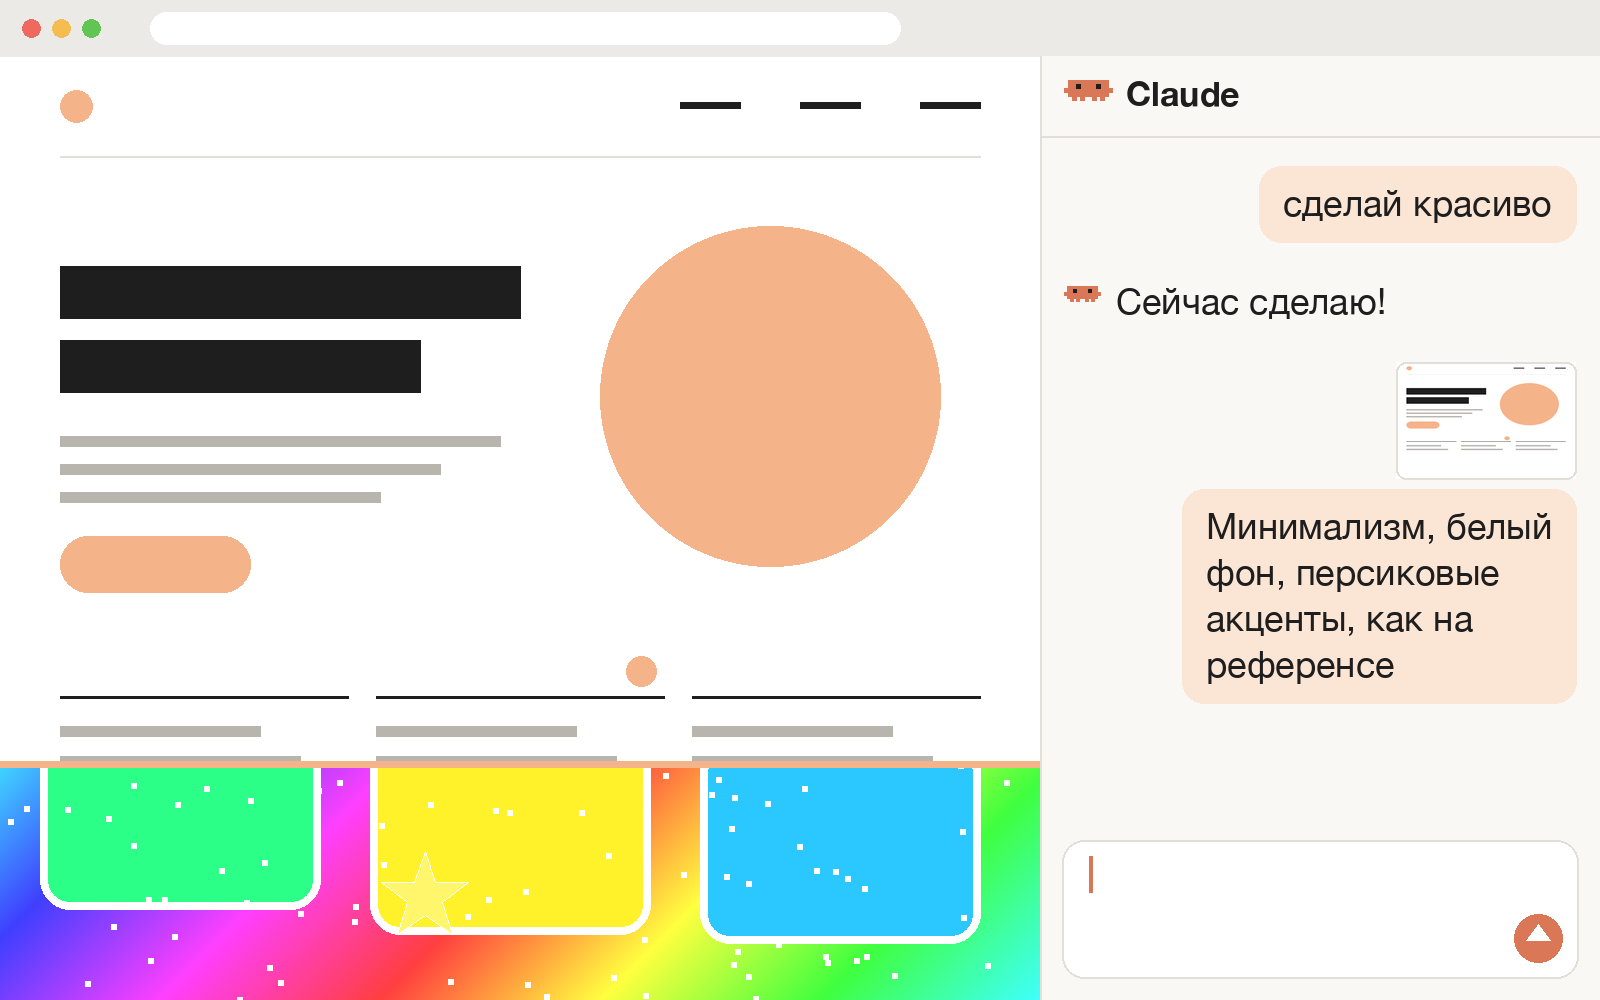 Claude
сделай красиво
Сейчас сделаю!
Минимализм, белый
фон, персиковые
акценты, как на
референсе